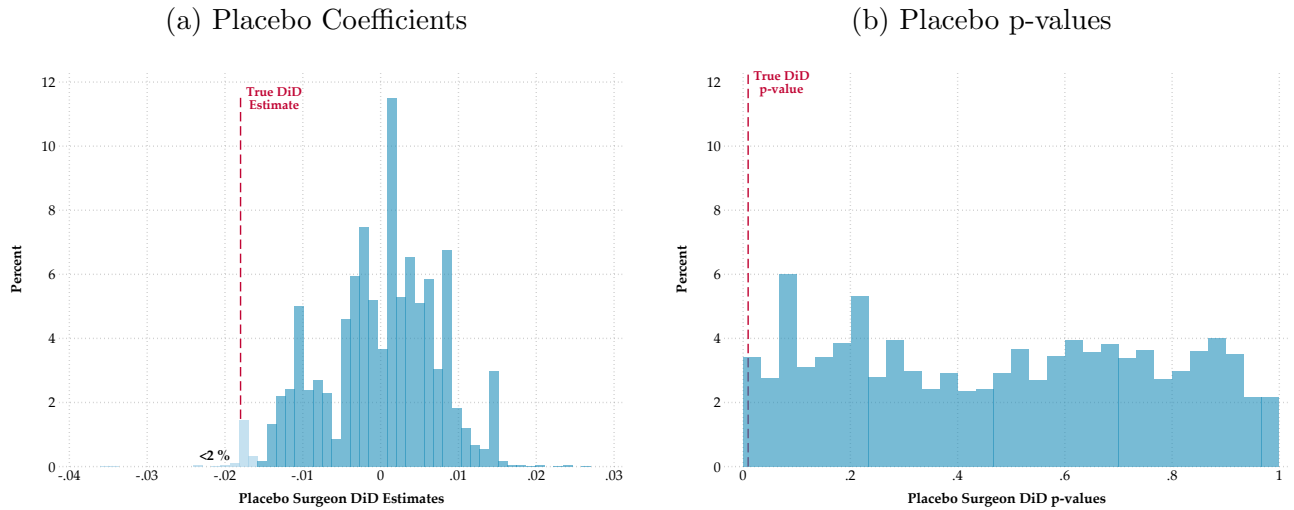 (a) Placebo Coefficients
12
10
8
6
4
2
0
Percent
True DiD
Estimate
<2 %
-.04
-.03
-.02
-.01
0
.01
.02
.03
Placebo Surgeon DiD Estimates
(b) Placebo p-values
12
10
8
6
4
2
0
Percent
True DiD
p-value
0
.2
.4
.6
.8
1
Placebo Surgeon DiD p-values